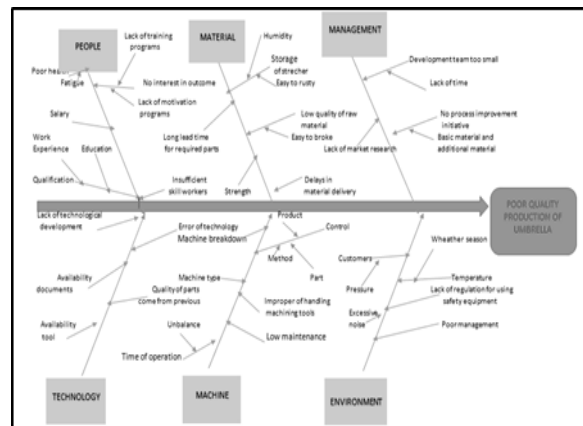 PEOPLE
MATERIAL
MANAGEMENT
Lack of training
programs
Poor heal
Fatigue
No interest in outcome
Lack of motivation
programs
Salary
Work
Experience
Education
Qualification
Insufficient
skill workers
Humidity
Storage
of strecher
Easy to rusty
Long lead time
for required parts
Low quality of raw
material
Easy to broke
Strength
Delays in
material delivery
Development team too small
Lack of time
No process improvement
initiative
Basic material and
additional material
Lack of market research
POOR QUALITY
PRODUCTION OF
UMBRELLA
Lack of technological
development
Error of technology
Machine breakdown
Availability
documents
Quality of parts
come from previous
Availability
tool
Product
Control
Method
Part
Machine type
Improper of handling
machining tools
Unbalance
Low maintenance
Time of operation
Wheather season
Customers
Temperature
Pressure
Lack of regulation for using
safety equipment
Excessive
noise
Poor management
TECHNOLOGY
MACHINE
ENVIRONMENT